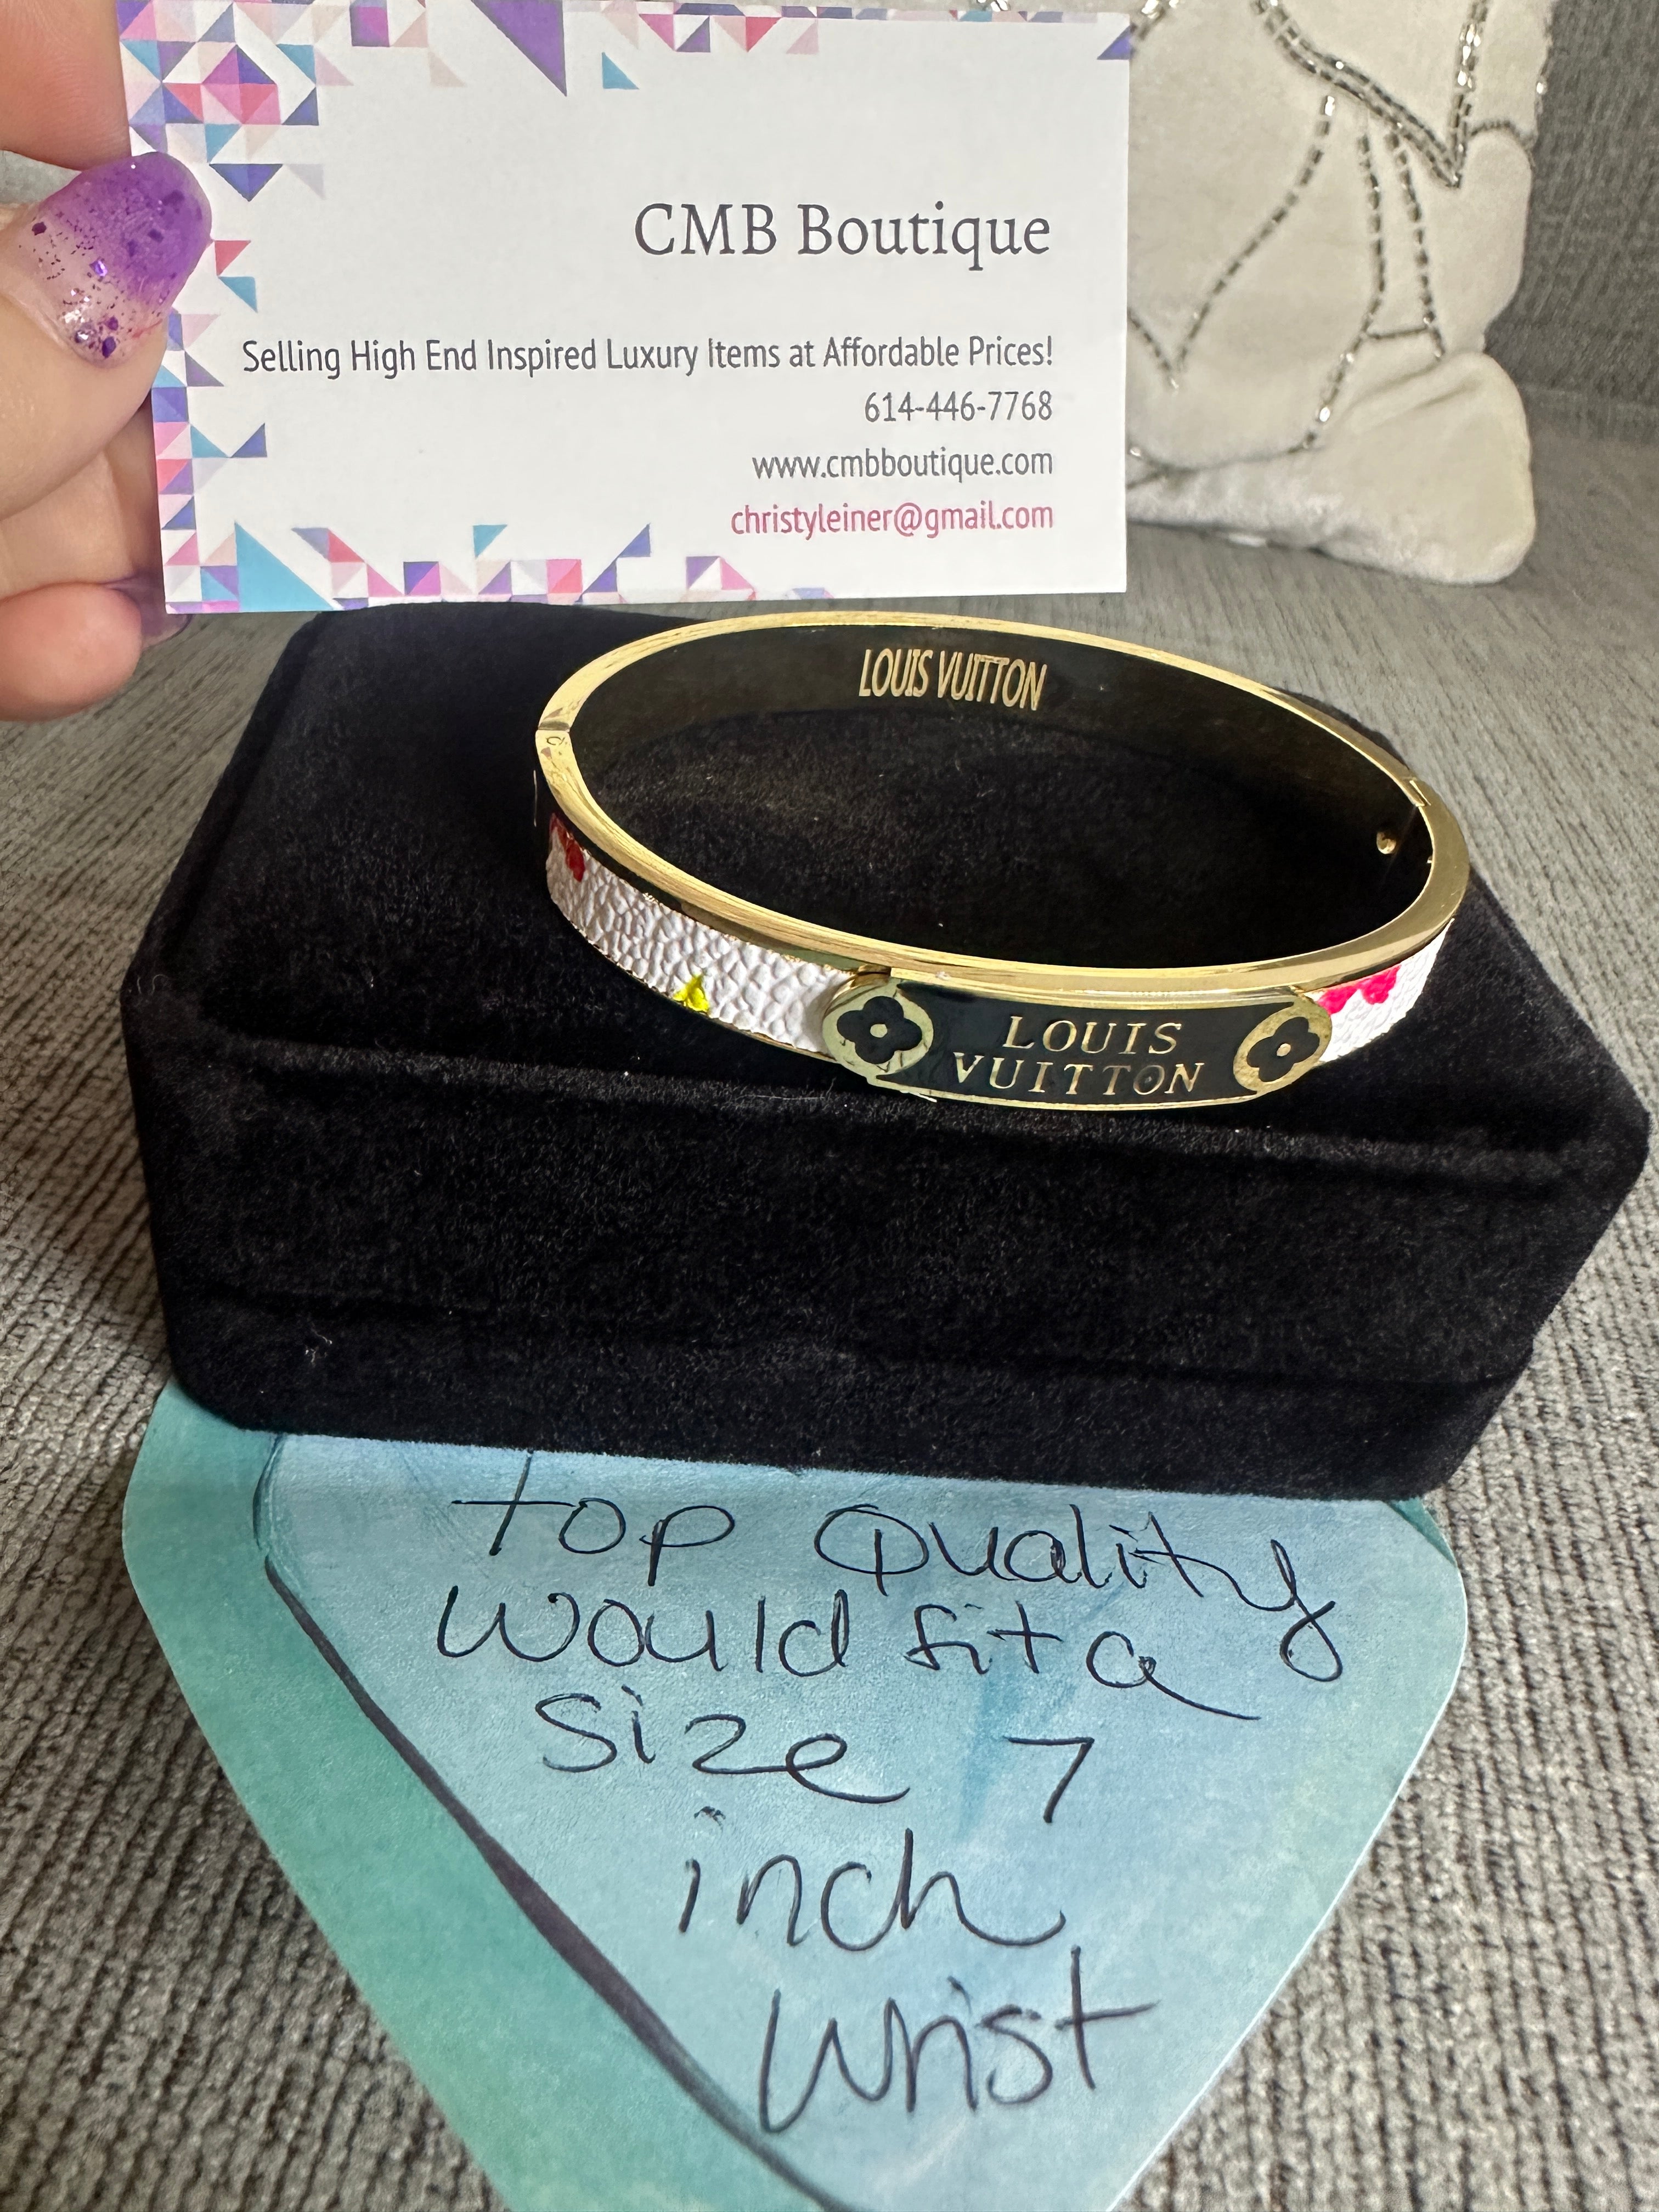 CMB Boutique
Selling High End Inspired Luxury Items at Affordable Prices!
614-446-7768
www.cmbboutique.com
christyleiner@gmail.com
LOUIS VUITTON
LOUIS
VUITTON
top Quality
would fit a
size 7
inch
wrist